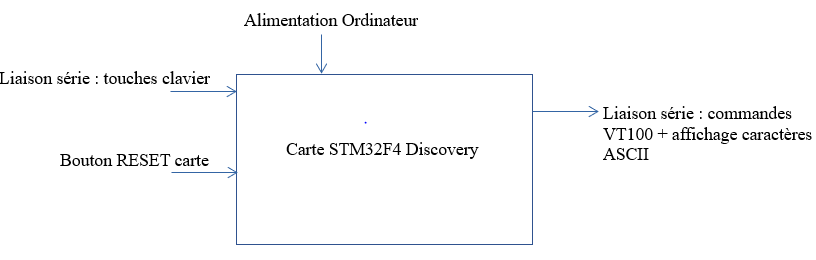 Alimentation Ordinateur
Liaison série : touches clavier
Liaison série : commandes
VT100 + affichage caractères
ASCII
Carte STM32F4 Discovery
Bouton RESET carte